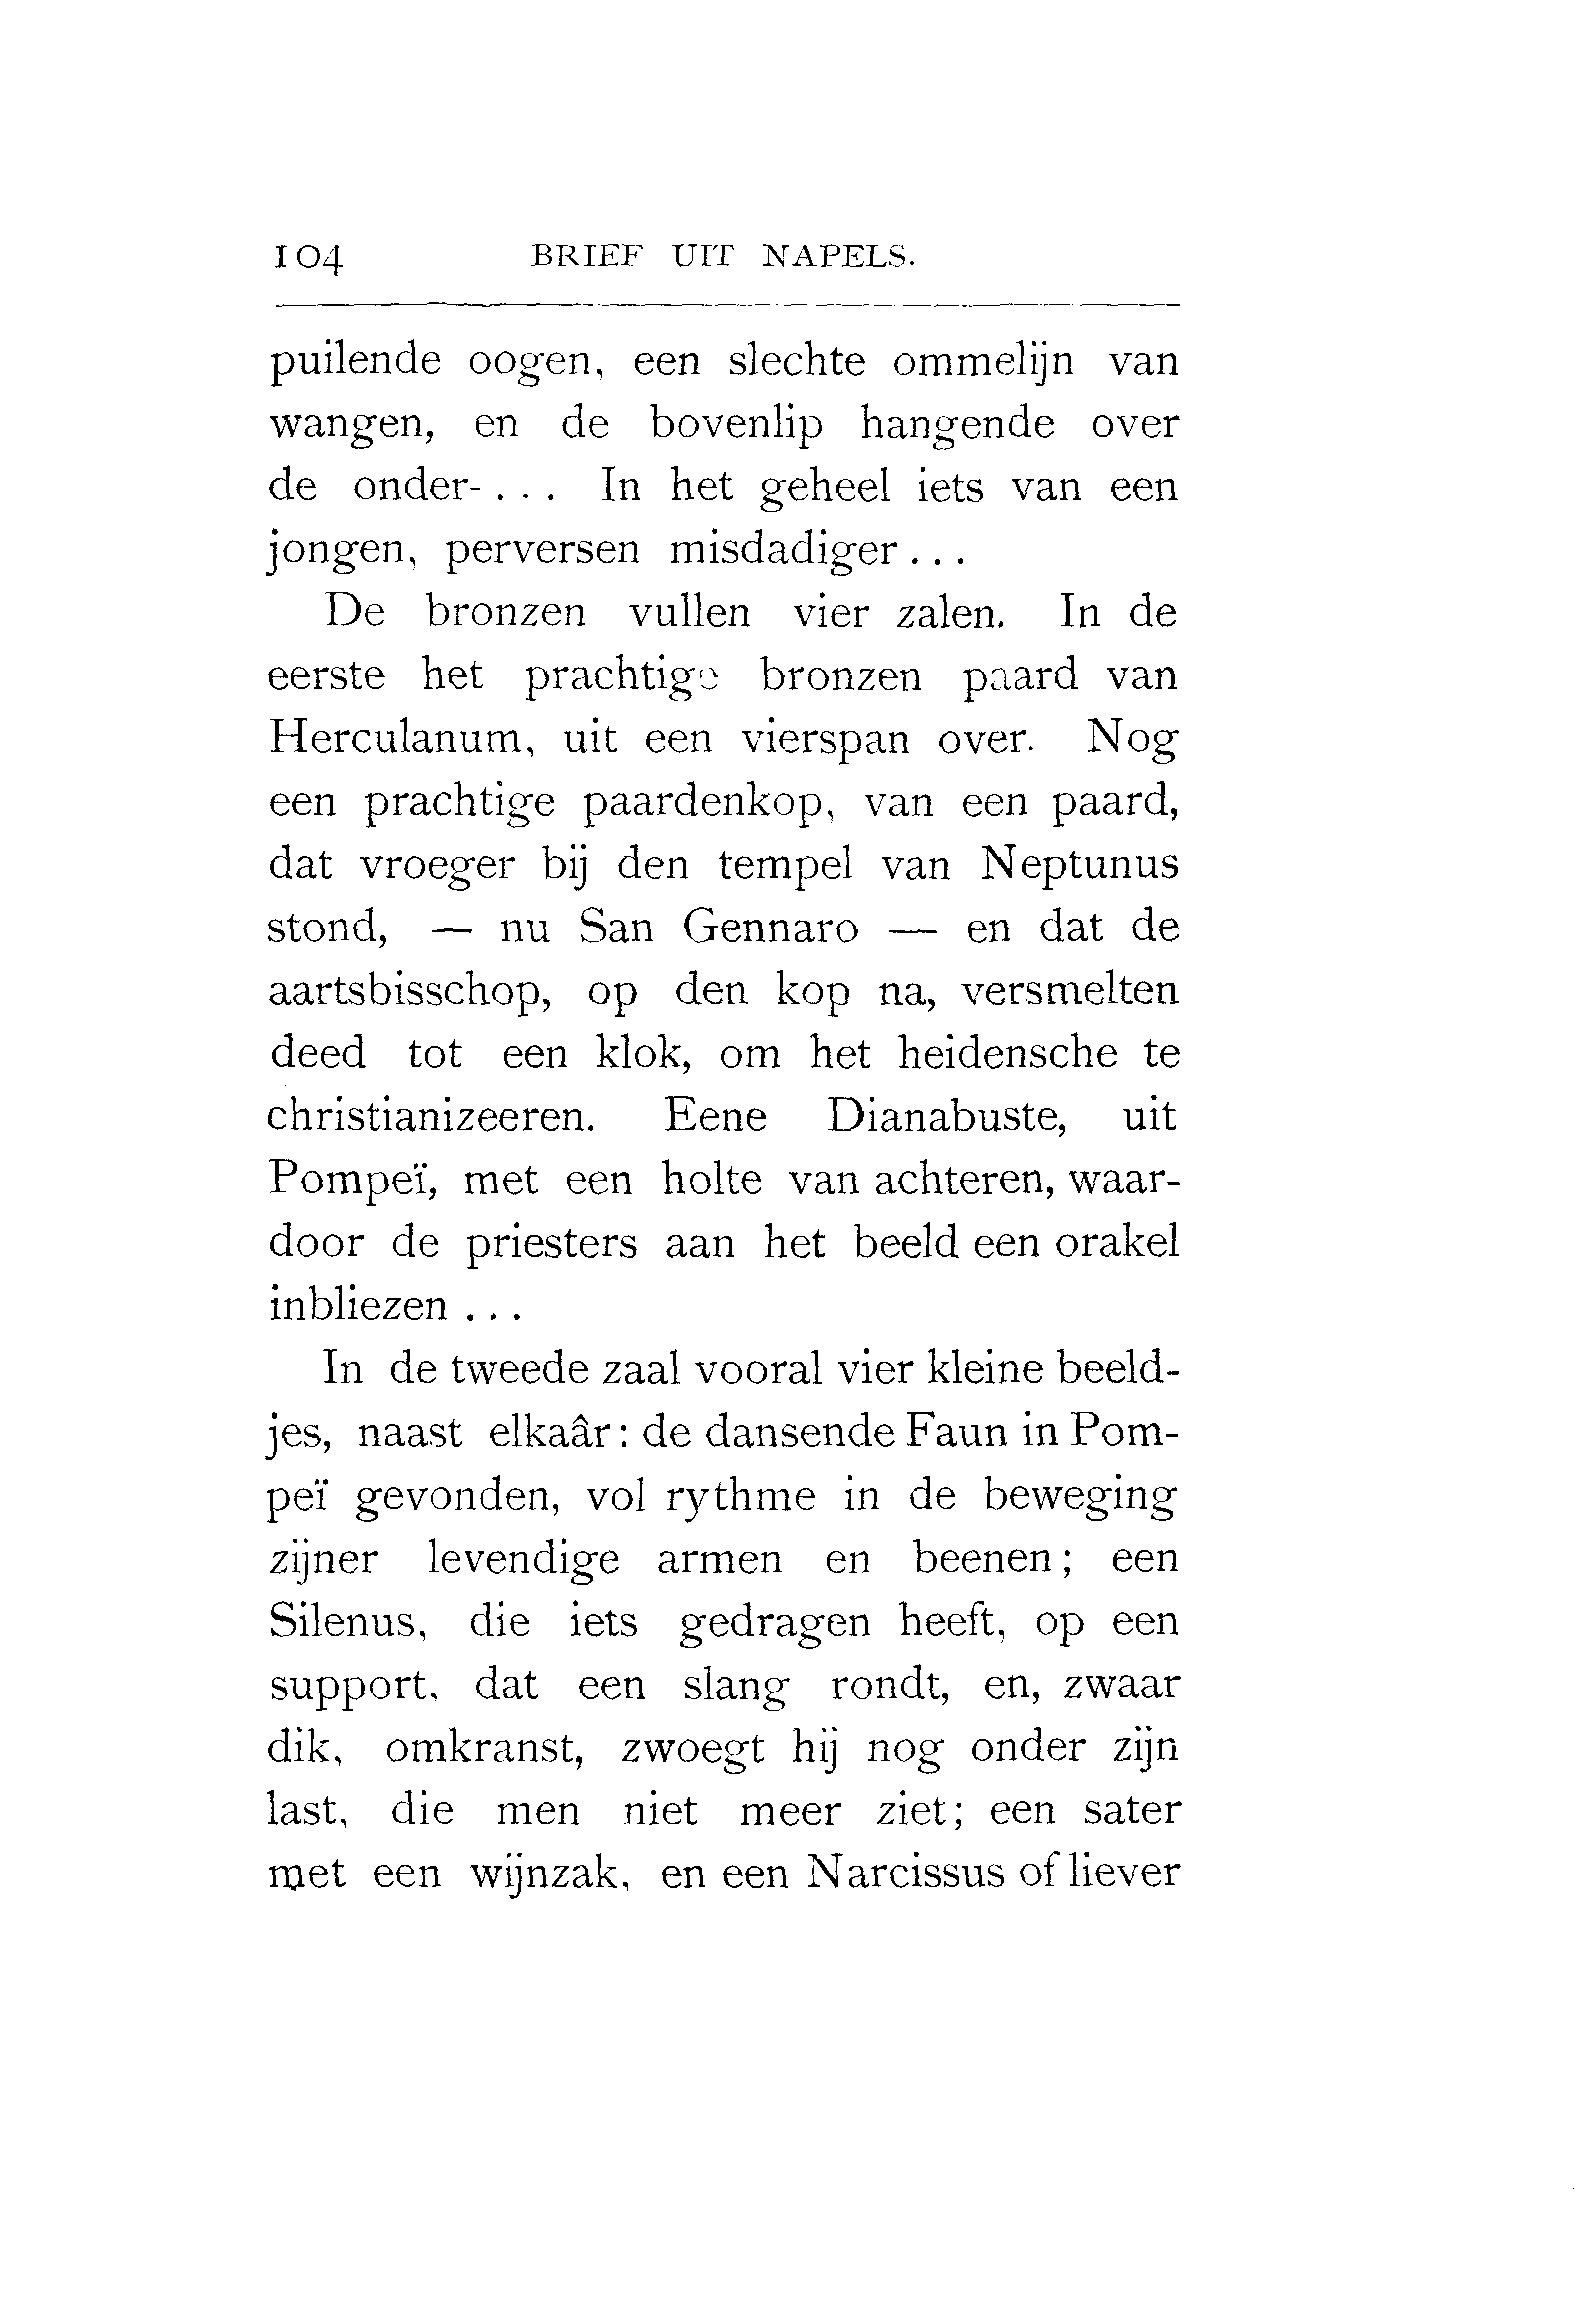 104 BRIEF UIT NAPELS.
puilende oogen, een slechte ommelijn van
wangen, en de bovenlip hangende over
de onder-... In het geheel iets van een
jongen, perversen misdadiger...
De bronzen vullen vier zalen. In de
eerste het prachtige bronzen paard van
Herculanum, uit een vierspan over. Nog
een prachtige paardenkop, van een paard,
dat vroeger bij den tempel van Neptunus
stond, — nu San Gennaro — en dat de
aartsbisschop, op den kop na, versmelten
deed tot een klok, om het heidensche te
christianizeeren. Eene Dianabuste, uit
Pompeï, met een holte van achteren, waar-
door de priesters aan het beeld een orakel
inbliezen ...
In de tweede zaal vooral vier kleine beeld-
jes, naast elkaâr: de dansende Faun in Pom-
peï gevonden, vol rythme in de beweging
zijner levendige armen en beenen; een
Silenus, die iets gedragen heeft, op een
support, dat een slang rondt, en, zwaar
dik, omkranst, zwoegt hij nog onder zijn
last, die men niet meer ziet; een sater
met een wijnzak, en een Narcissus of liever